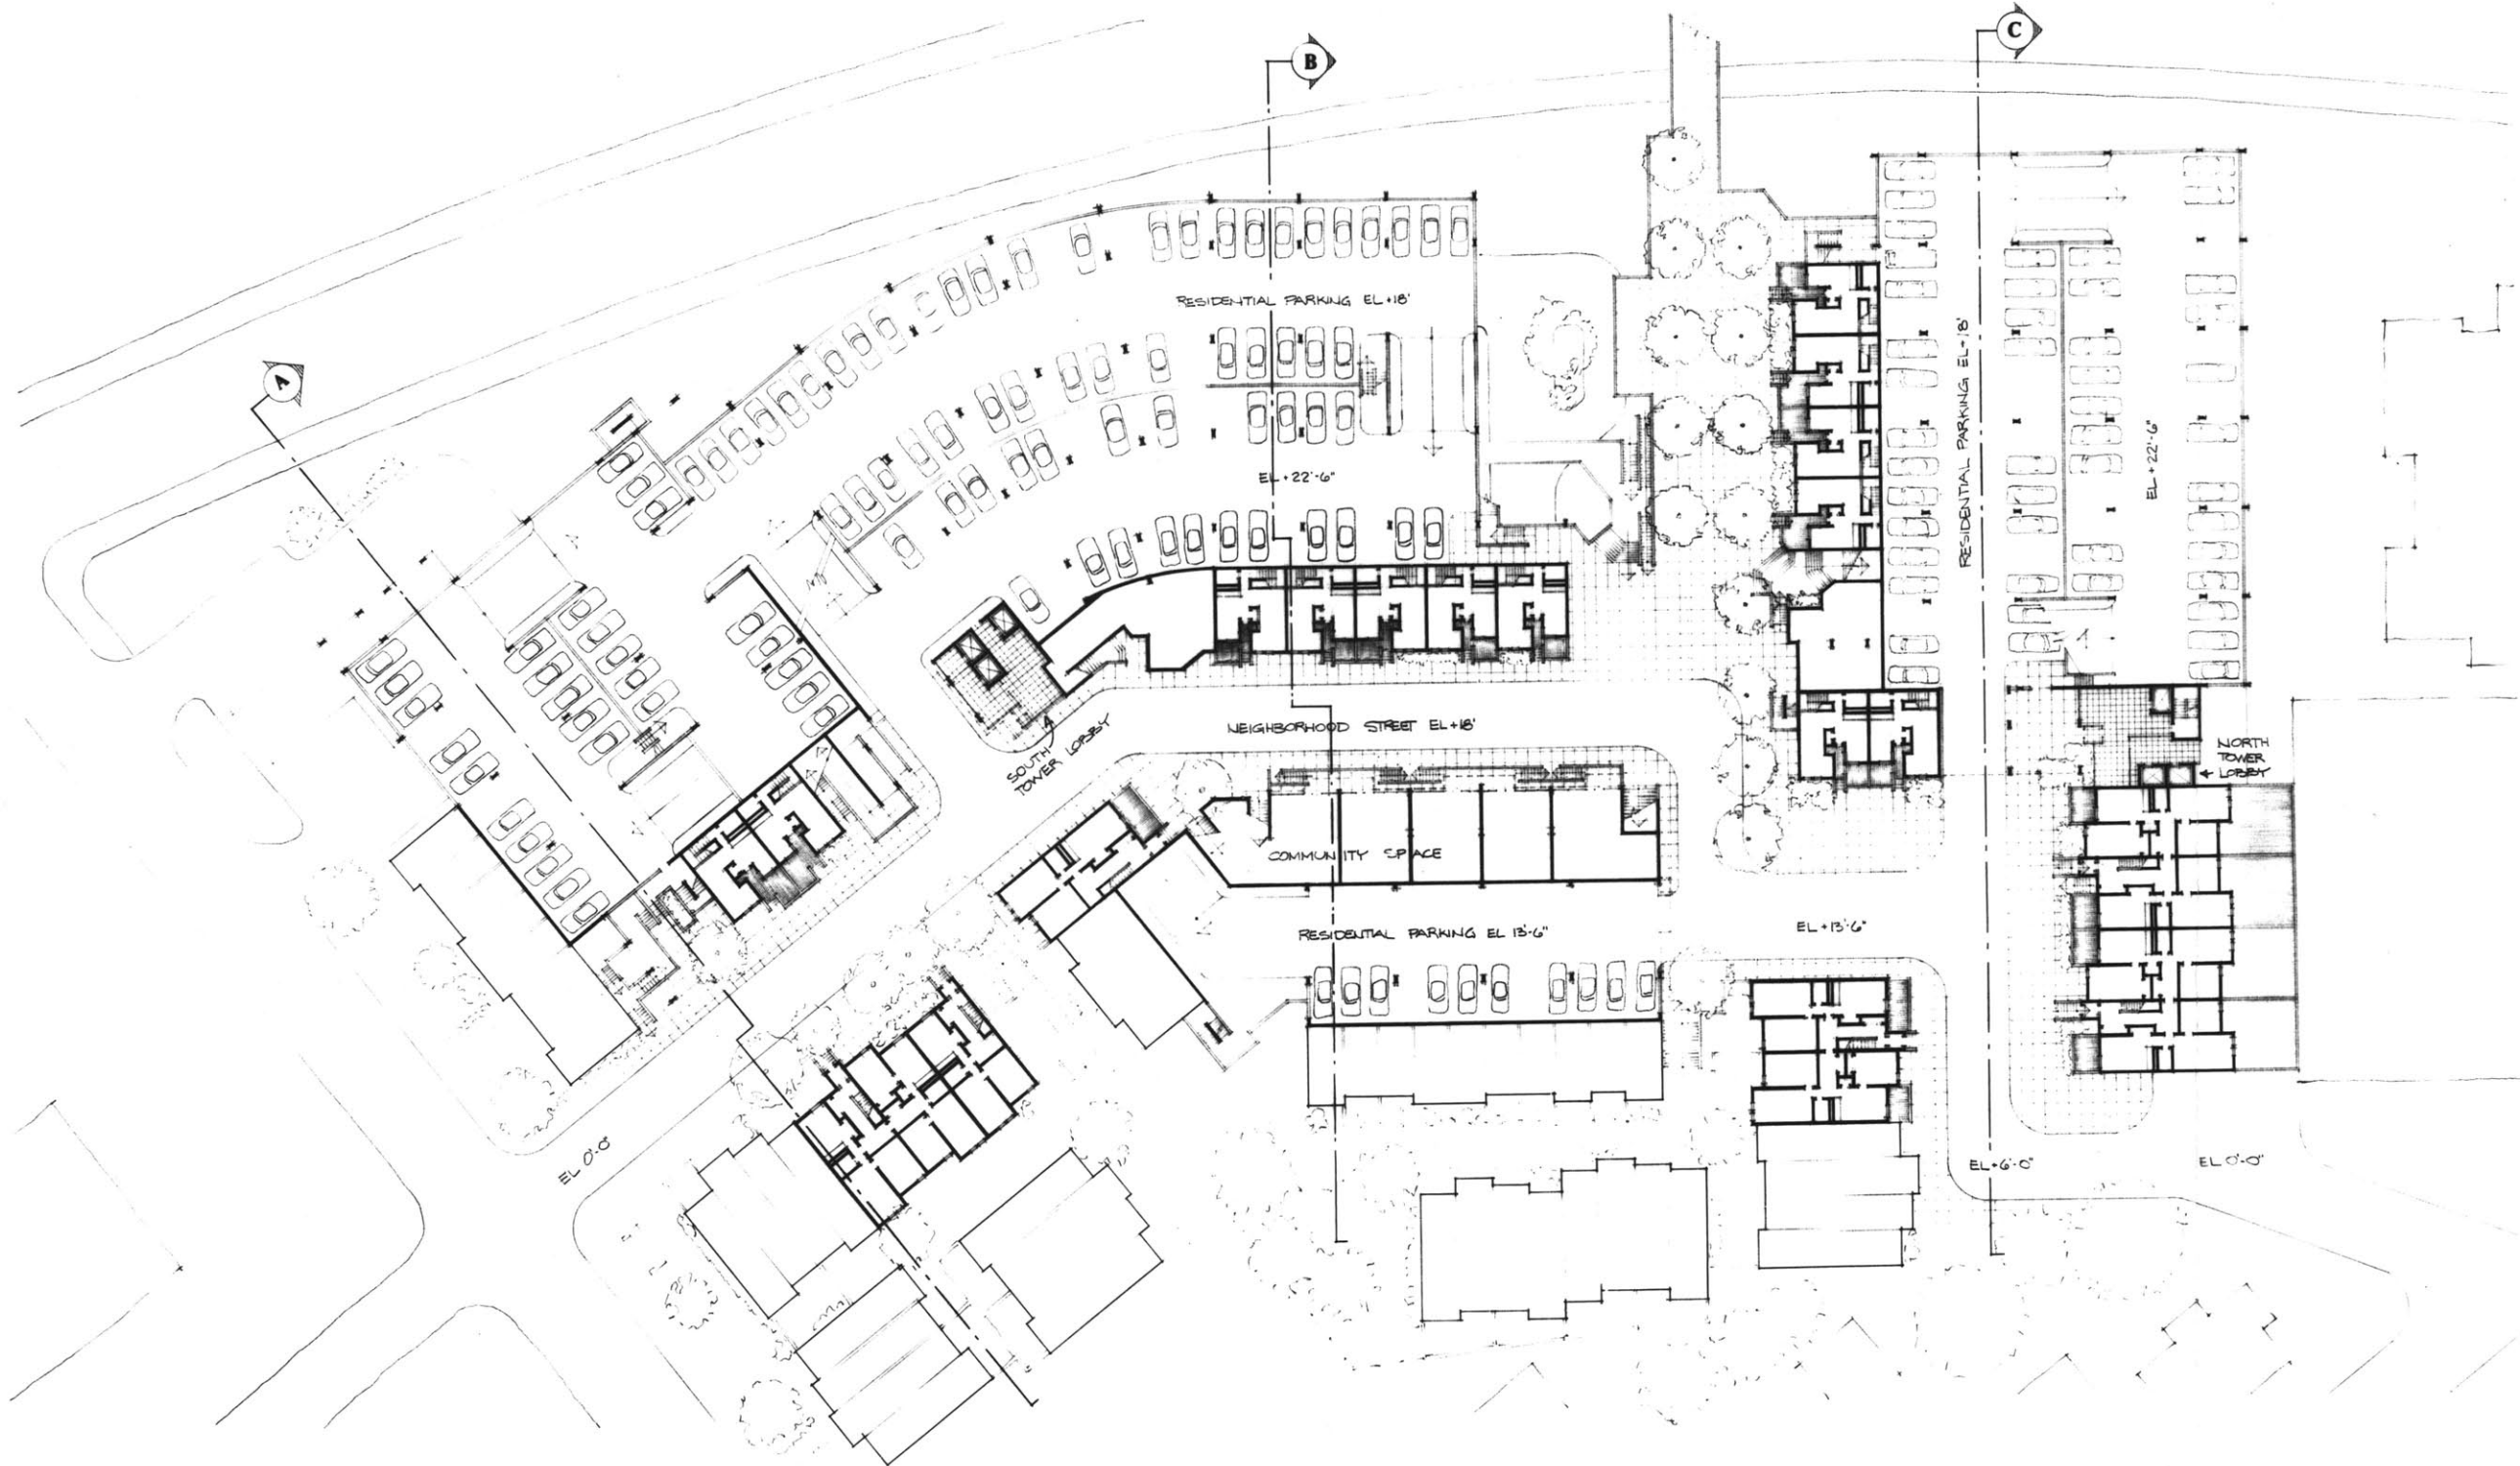 C
B
A
RESIDENTIAL PARKING EL+18'
RESIDENTIAL PARKING EL+18'
EL+22'-6"
EL+22'-6"
NEIGHBORHOOD STREET EL+18'
SOUTH
TOWER LOBBY
NORTH
TOWER
LOBBY
COMMUNITY SPACE
RESIDENTIAL PARKING EL 13'-6"
EL+13'-6"
EL 0'-0"
EL+6'-0"
EL 0'-0"